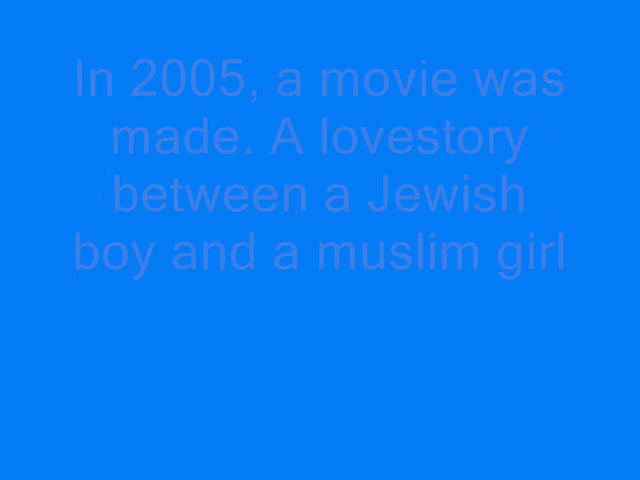 In 2005, a movie was
made. A lovestory
between a Jewish
boy and a muslim girl